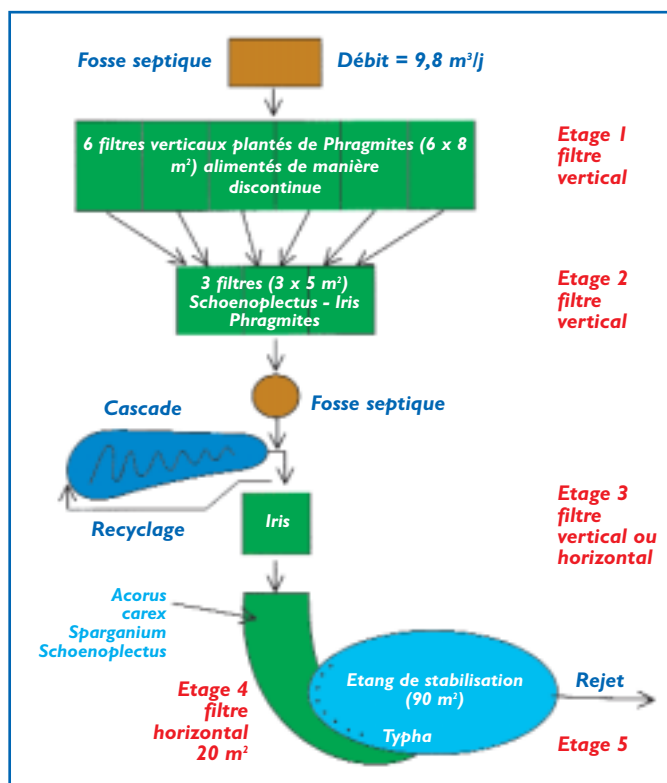 Fosse septique
Débit = 9,8 m³/j
6 filtres verticaux plantés de Phragmites (6 x 8
m²) alimentés de manière
discontinue
Etage 1
filtre
vertical
3 filtres (3 x 5 m²)
Schoenoplectus - Iris
Phragmites
Etage 2
filtre
vertical
Fosse septique
Cascade
Recyclage
Iris
Etage 3
filtre
vertical ou
horizontal
Acorus
carex
Sparganium
Schoenoplectus
Etage 4
filtre
horizontal
20 m²
Etang de stabilisation
(90 m²)
Typha
Rejet
Etage 5